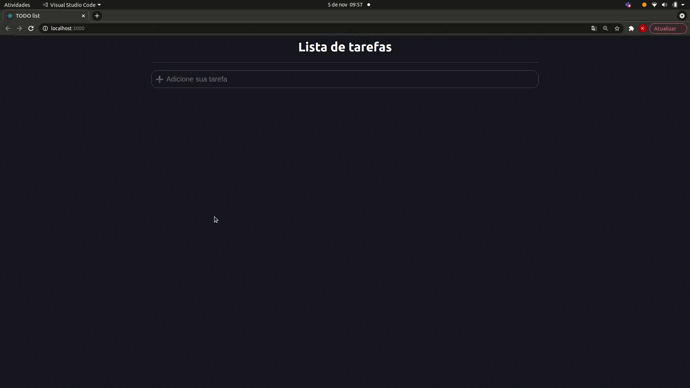 Atividades Visual Studio Code 5 de nov 09:57
TODO list
localhost:3000 Atualizar
Lista de tarefas
Adicione sua tarefa